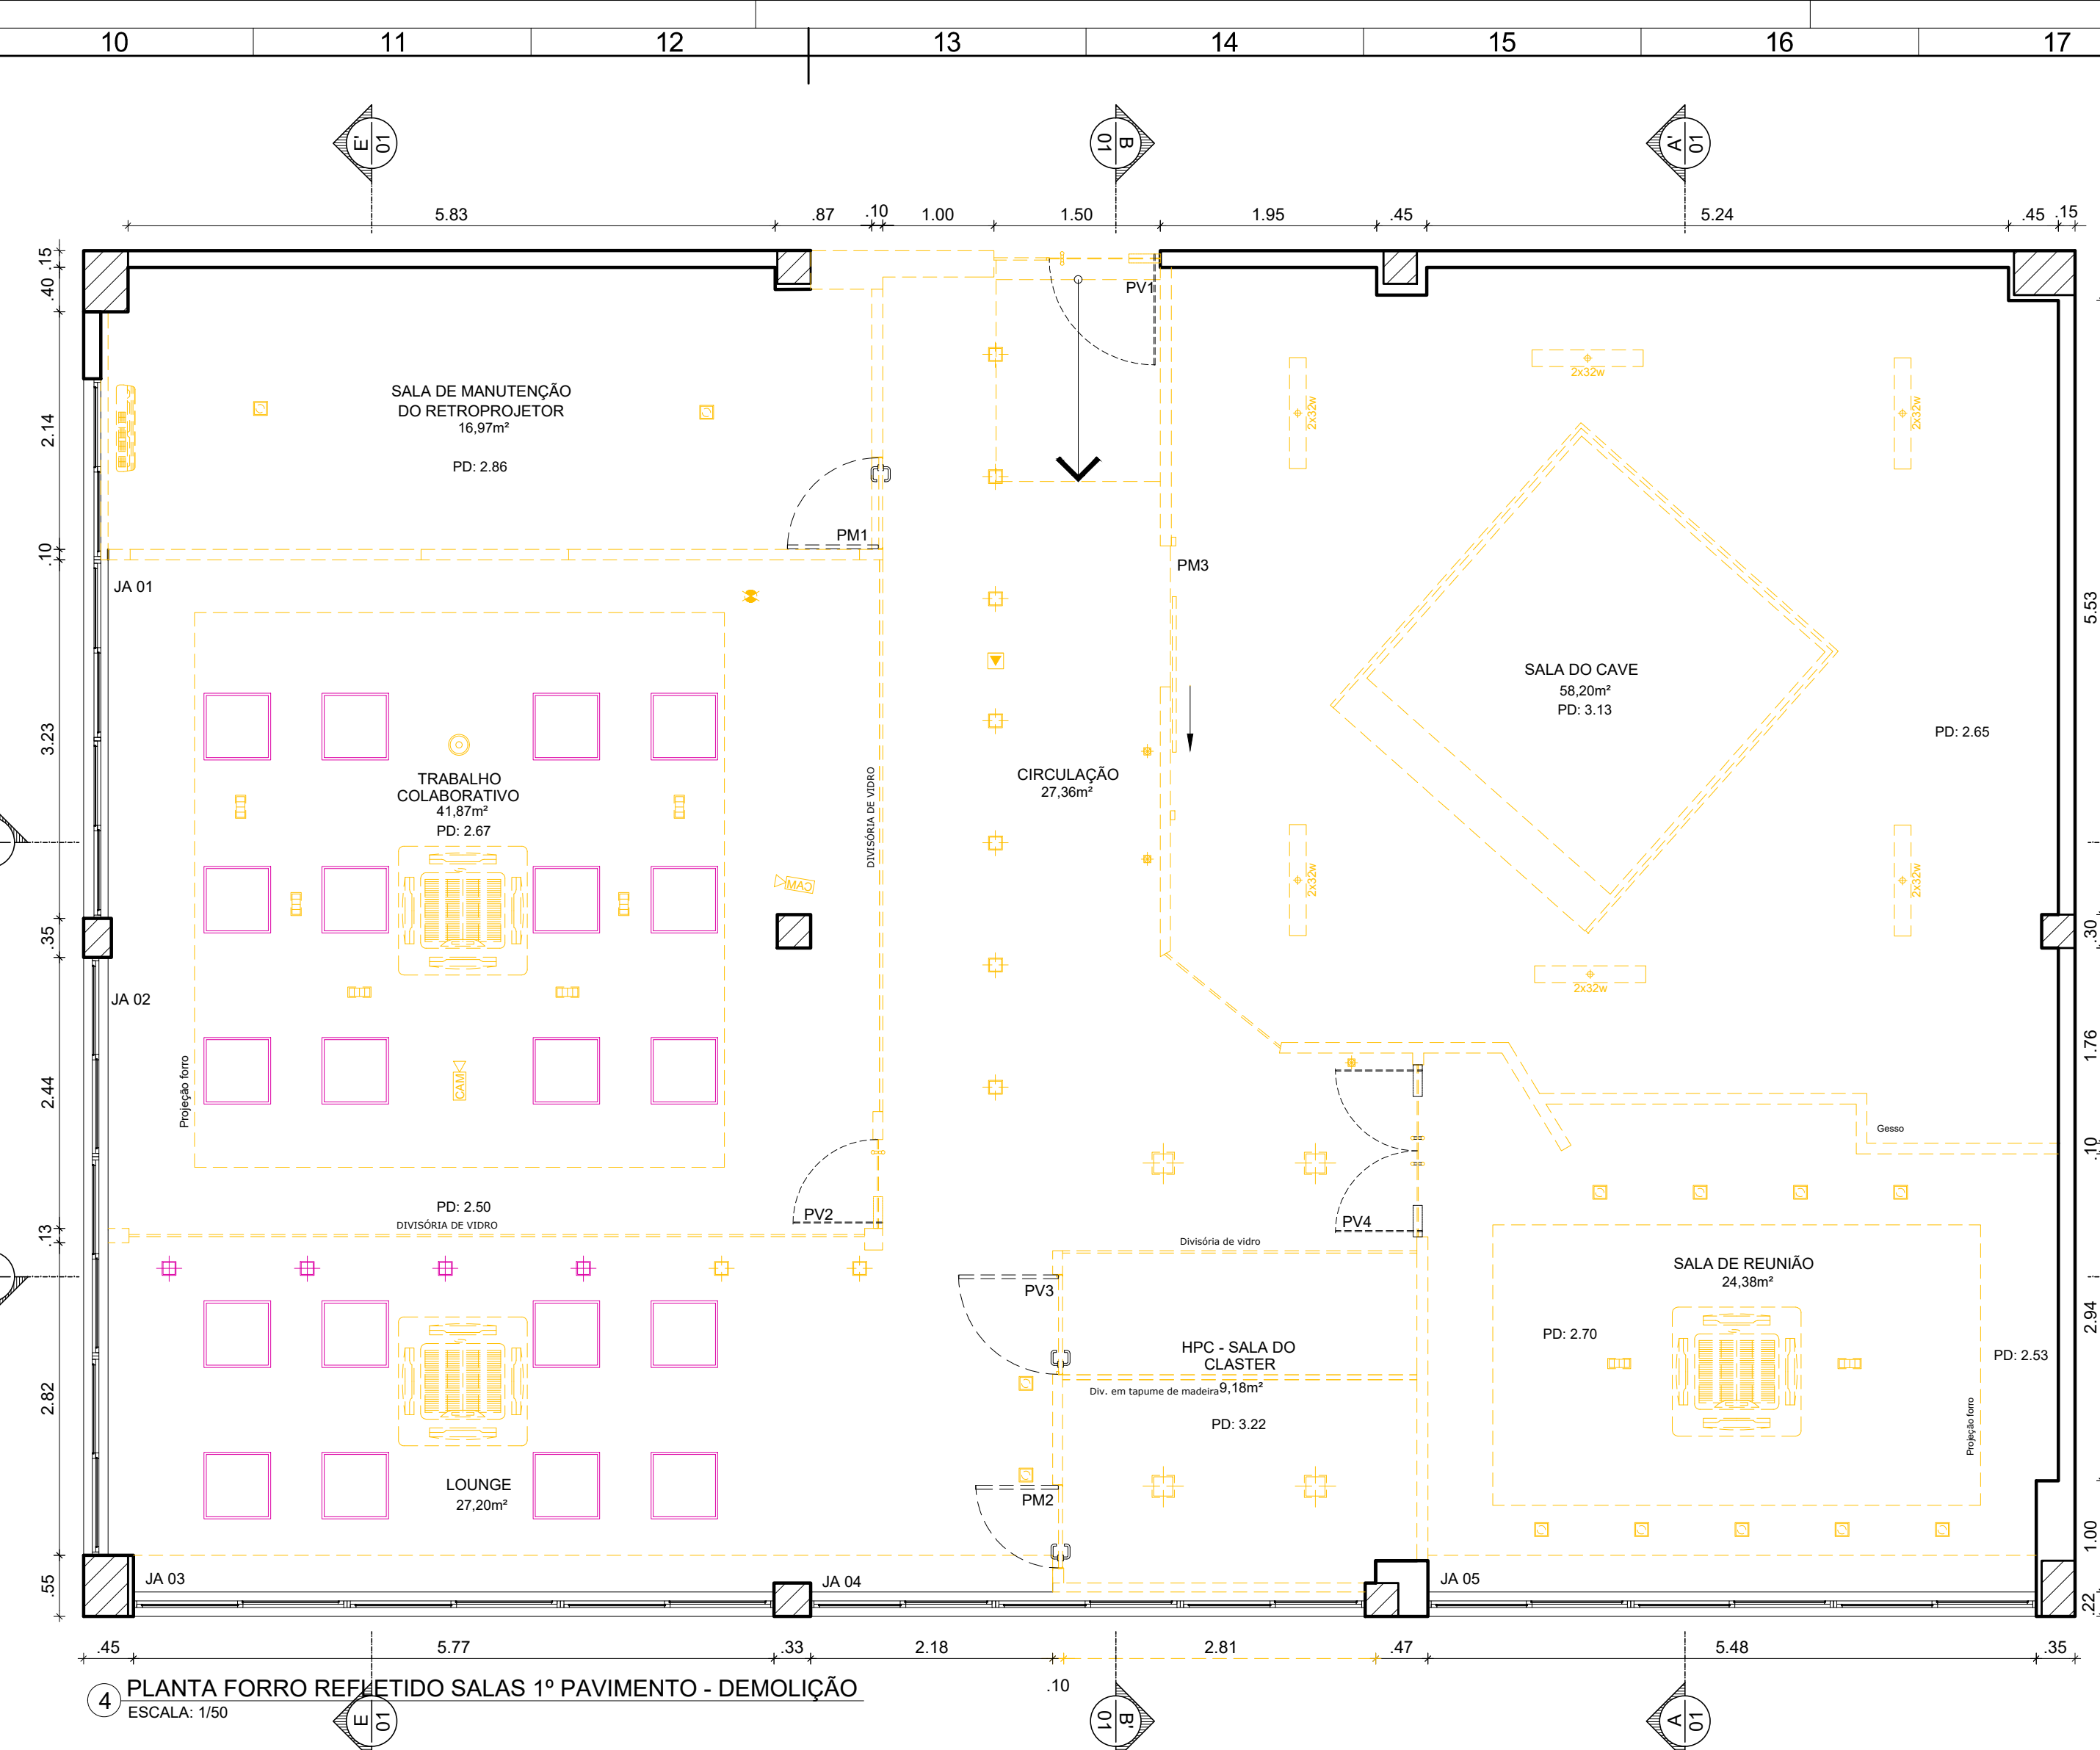 10 11 12 13 14 15 16 17
E' 01
B 01
A' 01
5.83 .87 .10 1.00 1.50 1.95 .45 5.24 .45 .15
.15
.40
2.14
.10
3.23
.35
2.44
.13
2.82
.55
SALA DE MANUTENÇÃO
DO RETROPROJETOR
16,97m²
PD: 2.86
PM1
PV1
PM3
JA 01
2x32w
2x32w
2x32w
SALA DO CAVE
58,20m²
PD: 3.13
PD: 2.65
2x32w
2x32w
2x32w
TRABALHO
COLABORATIVO
41,87m²
PD: 2.67
DIVISÓRIA DE VIDRO
CIRCULAÇÃO
27,36m²
CAM
JA 02
CAM
Projeção forro
PD: 2.50
DIVISÓRIA DE VIDRO
PV2
PV4
Gesso
Divisória de vidro
PV3
HPC - SALA DO
CLASTER
Div. em tapume de madeira 9,18m²
PD: 3.22
SALA DE REUNIÃO
24,38m²
PD: 2.70
PD: 2.53
Projeção forro
LOUNGE
27,20m²
PM2
JA 03
JA 04
JA 05
5.53
.30
1.76
.10
2.94
1.00
.22
.45 5.77 .33 2.18 .10 2.81 .47 5.48 .35
4 PLANTA FORRO REFLETIDO SALAS 1º PAVIMENTO - DEMOLIÇÃO
ESCALA: 1/50
E 01
B' 01
A 01